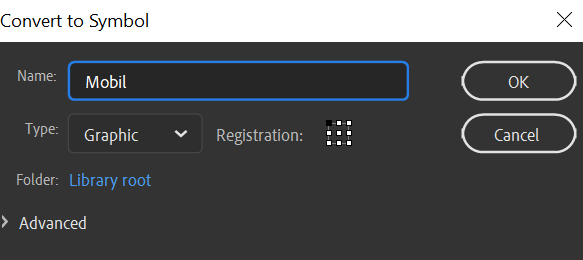 Convert to Symbol
Name: Mobil OK
Type: Graphic Registration: Cancel
Folder: Library root
Advanced